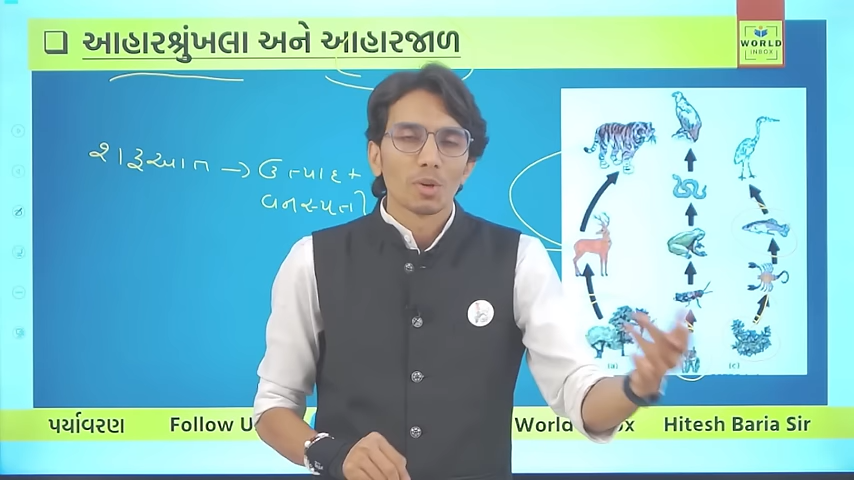 ❑ આહારશ્રુંખલા અને આહારજાળ
WORLD
INBOX
શરૂઆત → ઉત્પાદક
વનસ્પતી
(a)
(c)
પર્યાવરણ
Follow U
World
x
Hitesh Baria Sir